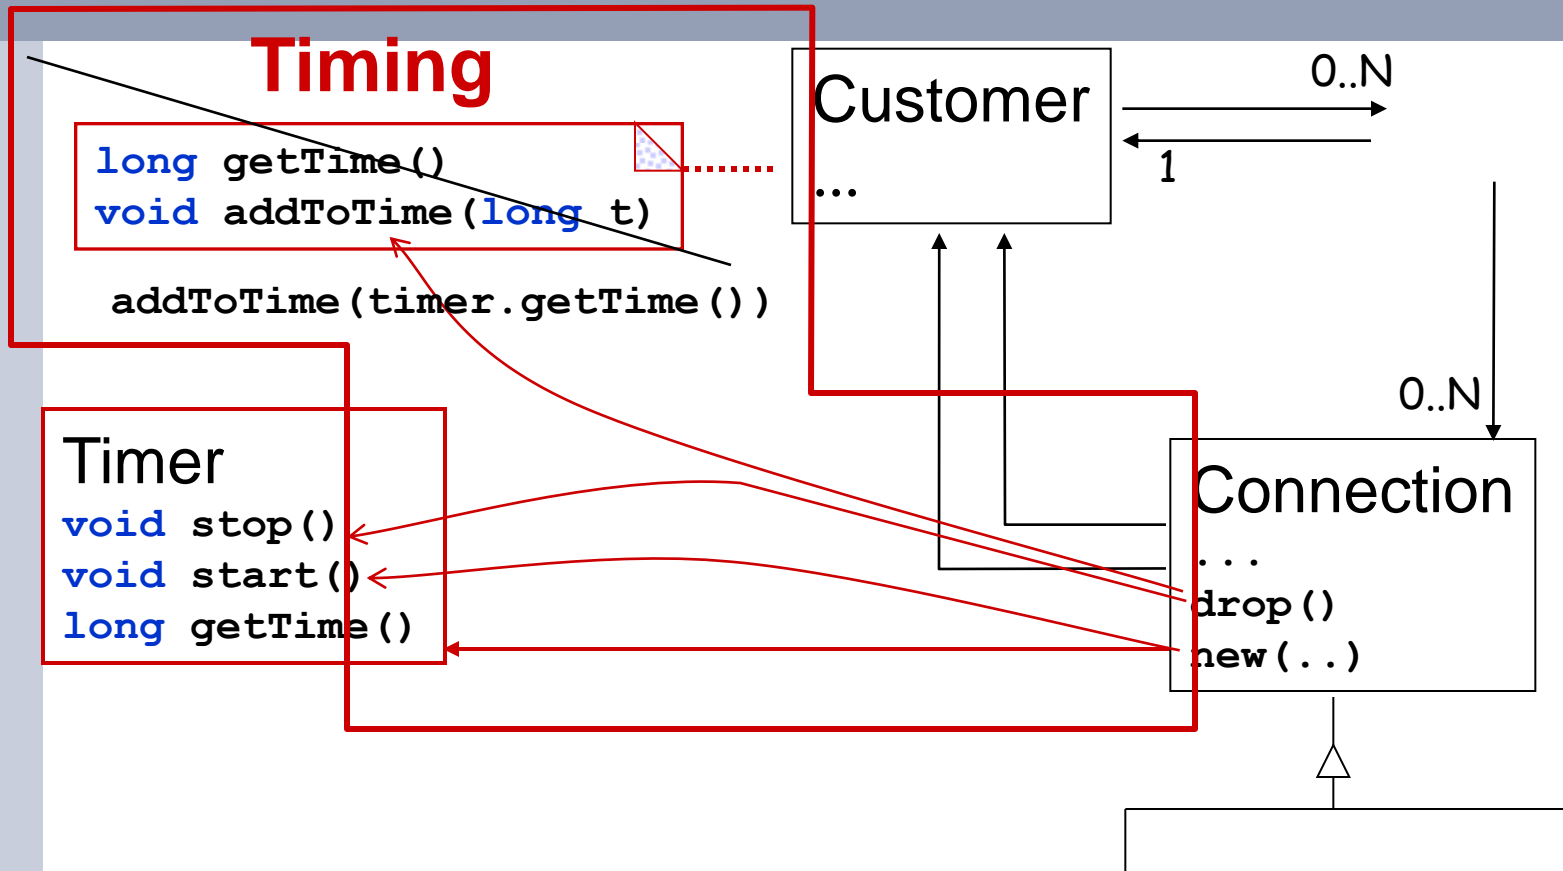 Timing
long getTime()
void addToTime(long t)
addToTime(timer.getTime())
Customer
...
0..N
1
0..N
Timer
void stop()
void start()
long getTime()
Connection
...
drop()
new(..)